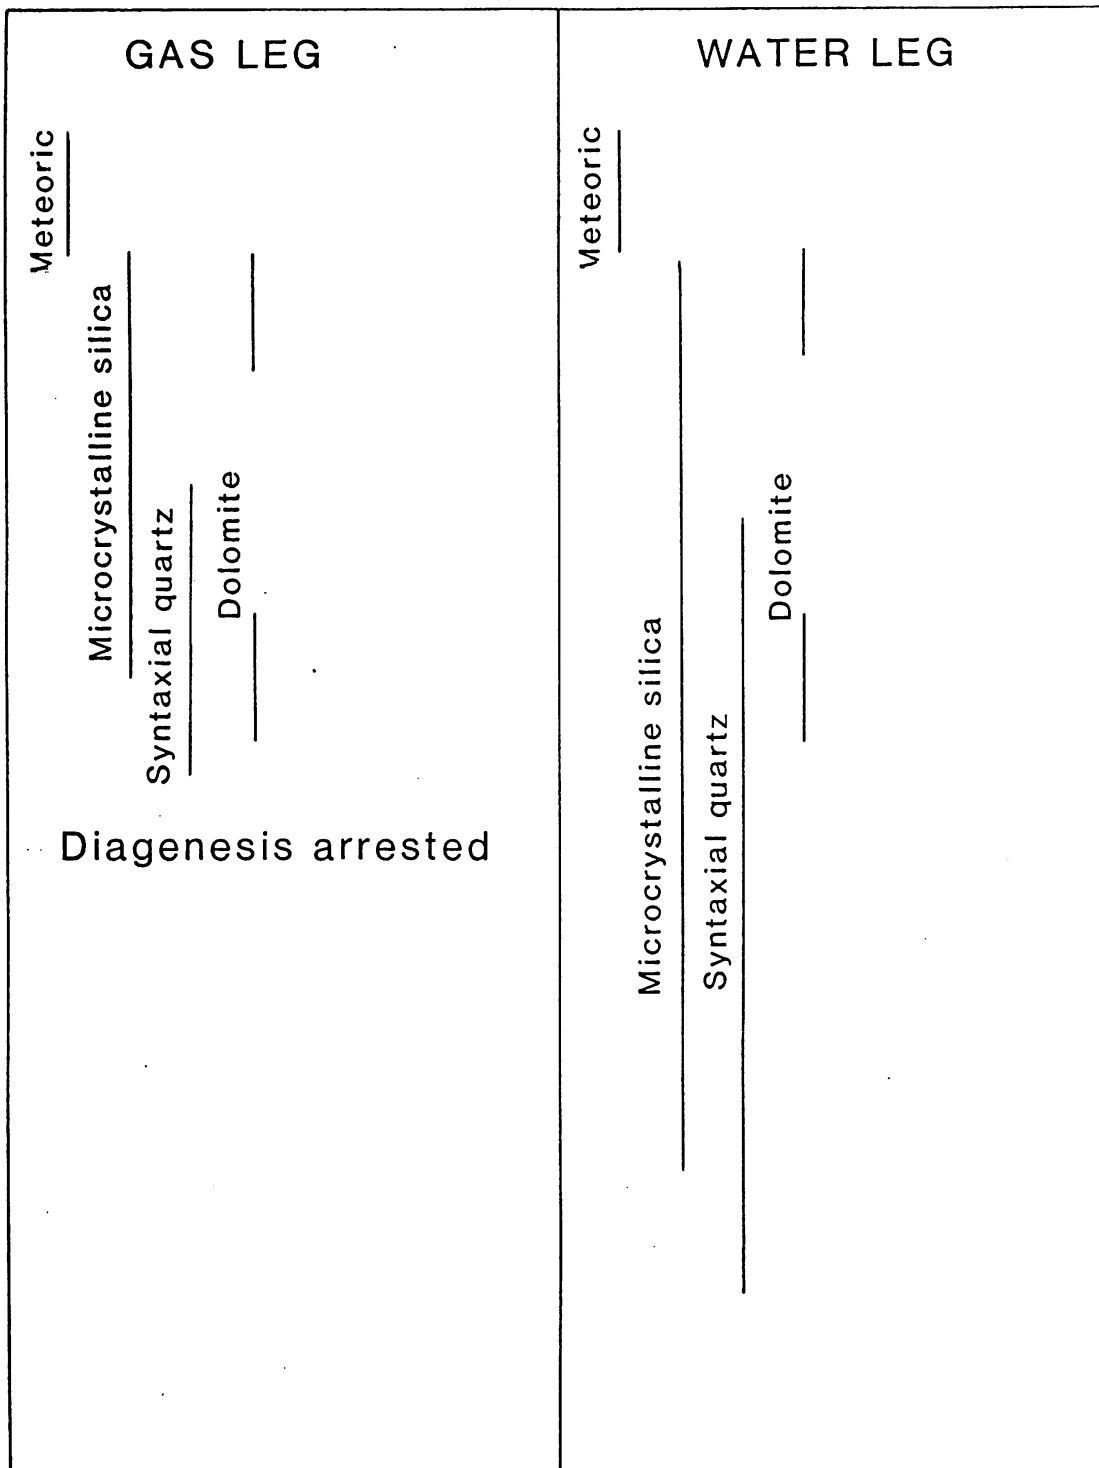 GAS LEG
Meteoric
Microcrystalline silica
Syntaxial quartz
Dolomite
Diagenesis arrested
WATER LEG
Meteoric
Microcrystalline silica
Syntaxial quartz
Dolomite